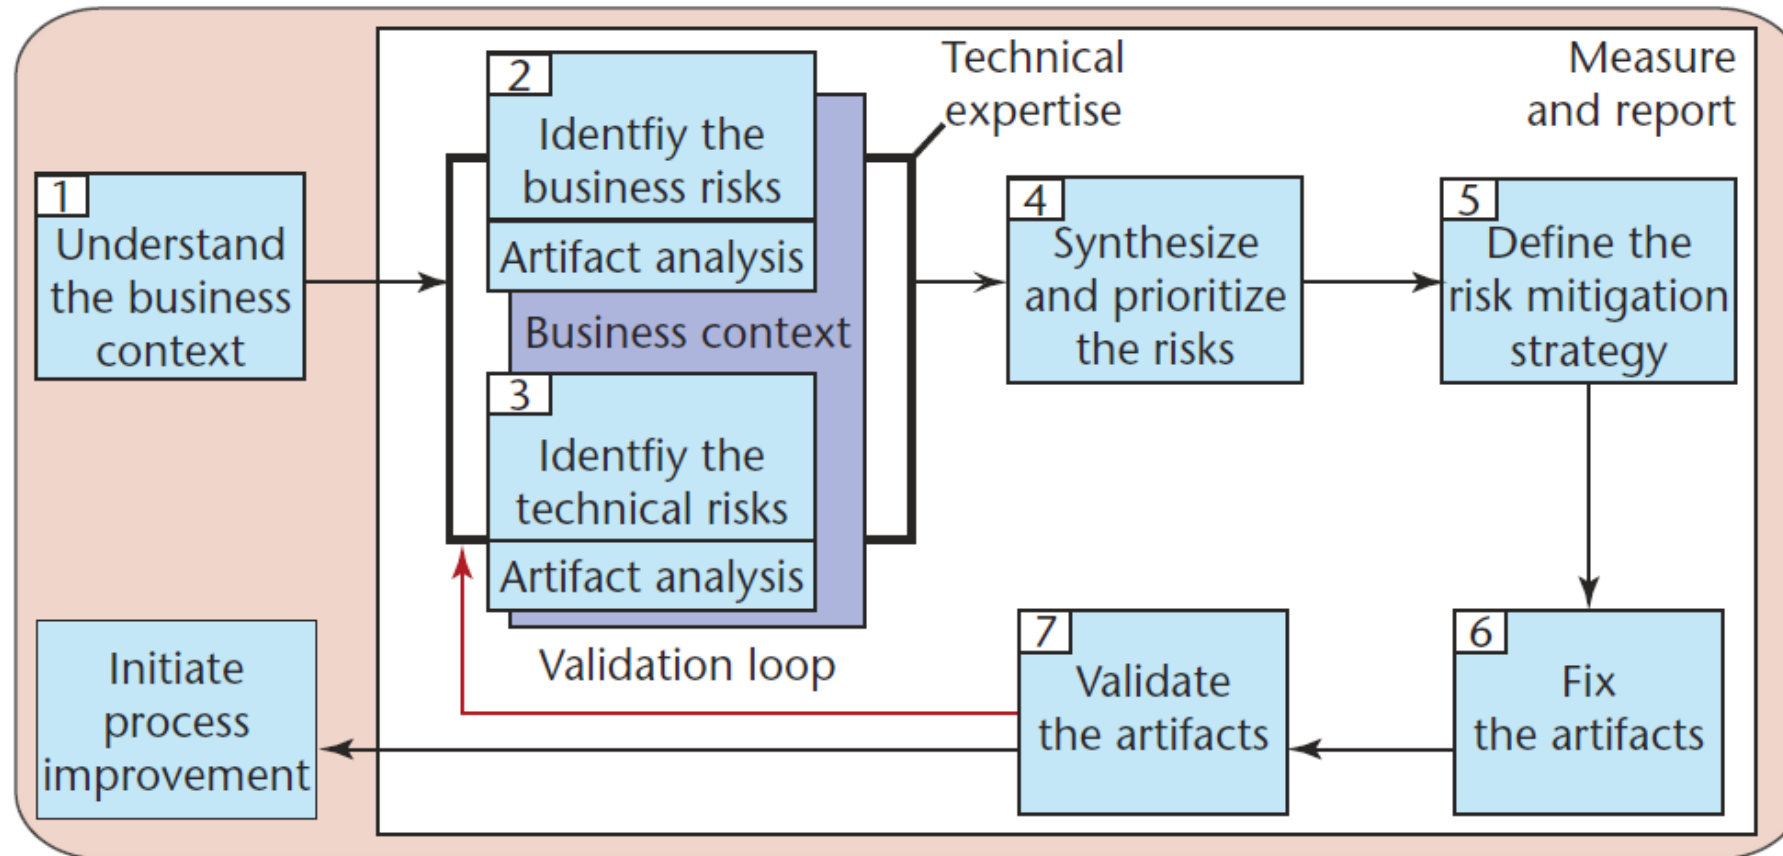 1
Understand
the business
context
2
Identfiy the
business risks
Artifact analysis
Business context
3
Identfiy the
technical risks
Artifact analysis
Technical
expertise
Measure
and report
4
Synthesize
and prioritize
the risks
5
Define the
risk mitigation
strategy
6
Fix
the artifacts
7
Validate
the artifacts
Validation loop
Initiate
process
improvement